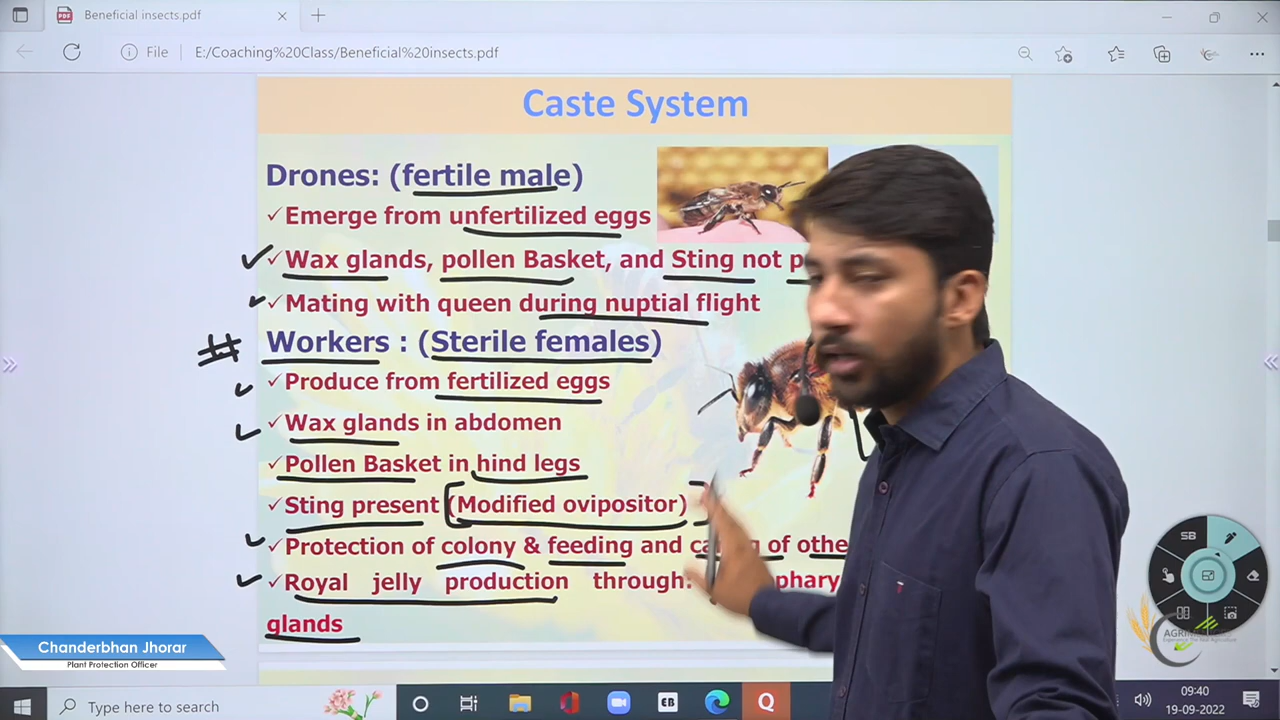 Beneficial insects.pdf
File E:/Coaching%20Class/Beneficial%20insects.pdf
Caste System
Drones: (fertile male)
✓Emerge from unfertilized eggs
✓Wax glands, pollen Basket, and Sting not
✓Mating with queen during nuptial flight
# Workers : (Sterile females)
✓Produce from fertilized eggs
✓Wax glands in abdomen
✓Pollen Basket in hind legs
✓Sting present (Modified ovipositor)
✓Protection of colony & feeding and of
✓Royal jelly production through:
glands
SB
Chanderbhan Jhorar
Plant Protection Officer
Type here to search
EB
Q
09:40
19-09-2022